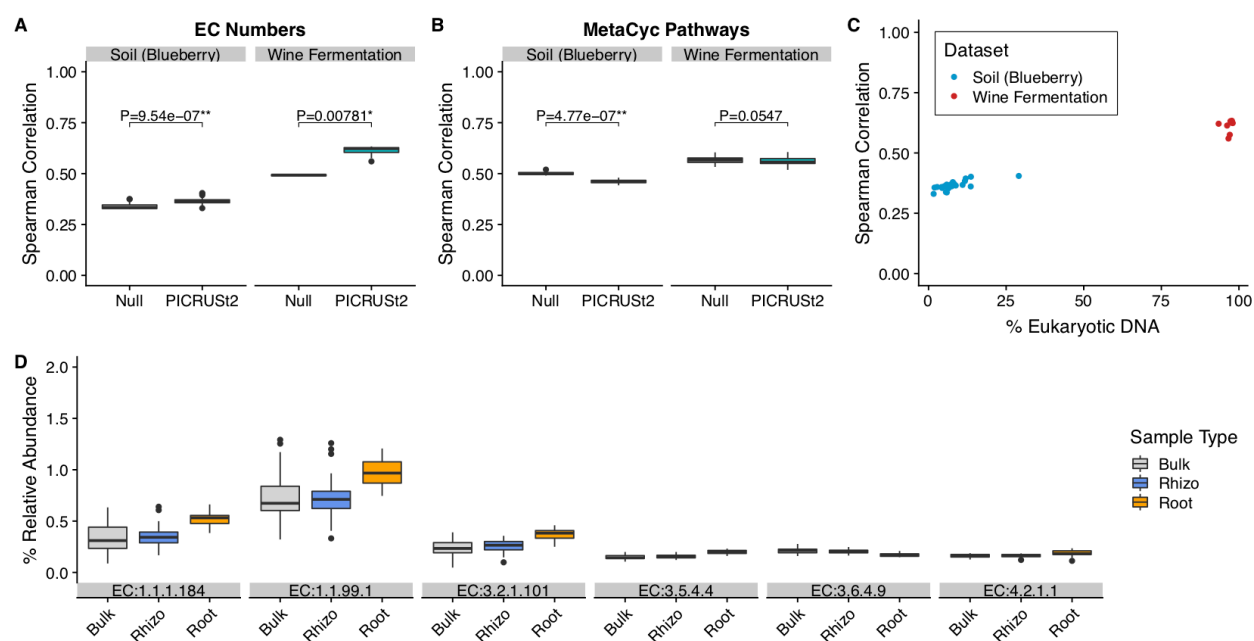 A
EC Numbers
Soil (Blueberry)
Wine Fermentation
Spearman Correlation
1.00
0.75
0.50
0.25
0.00
P=9.54e−07**
P=0.00781*
Null
PICRUSt2
Null
PICRUSt2
B
MetaCyc Pathways
Soil (Blueberry)
Wine Fermentation
Spearman Correlation
1.00
0.75
0.50
0.25
0.00
P=4.77e−07**
P=0.0547
Null
PICRUSt2
Null
PICRUSt2
C
Spearman Correlation
1.00
0.75
0.50
0.25
0.00
Dataset
Soil (Blueberry)
Wine Fermentation
0
25
50
75
100
% Eukaryotic DNA
D
% Relative Abundance
2.0
1.5
1.0
0.5
0.0
EC:1.1.1.184
EC:1.1.99.1
EC:3.2.1.101
EC:3.5.4.4
EC:3.6.4.9
EC:4.2.1.1
Bulk
Rhizo
Root
Bulk
Rhizo
Root
Bulk
Rhizo
Root
Bulk
Rhizo
Root
Bulk
Rhizo
Root
Bulk
Rhizo
Root
Sample Type
Bulk
Rhizo
Root